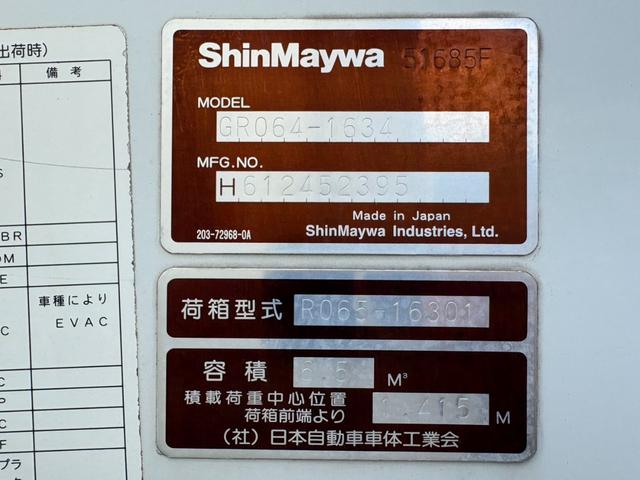 出荷時)
備考
BR
OM
E
車種により
EVAC
C
C
P
C
F
プラ
ShinMaywa 51685F
MODEL
GR064-1634
MFG.NO.
H612452395
Made in Japan
203-72968-0A ShinMaywa Industries, Ltd.
荷箱型式 R065-16301
容積 6.5 M³
積載荷重中心位置
荷箱前端より 1.415 M
(社)日本自動車車体工業会